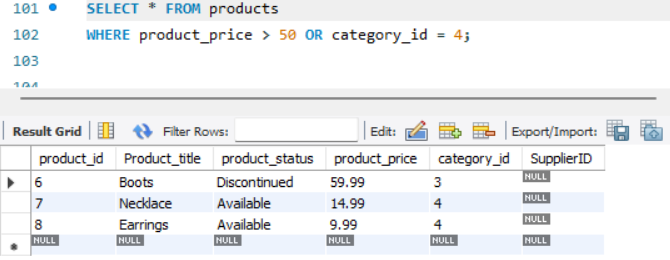 101 SELECT * FROM products
102 WHERE product_price > 50 OR category_id = 4;
103
104
Result Grid Filter Rows: Edit: Export/Import:
product_id Product_title product_status product_price category_id SupplierID
6 Boots Discontinued 59.99 3 NULL
7 Necklace Available 14.99 4 NULL
8 Earrings Available 9.99 4 NULL
NULL NULL NULL NULL NULL NULL